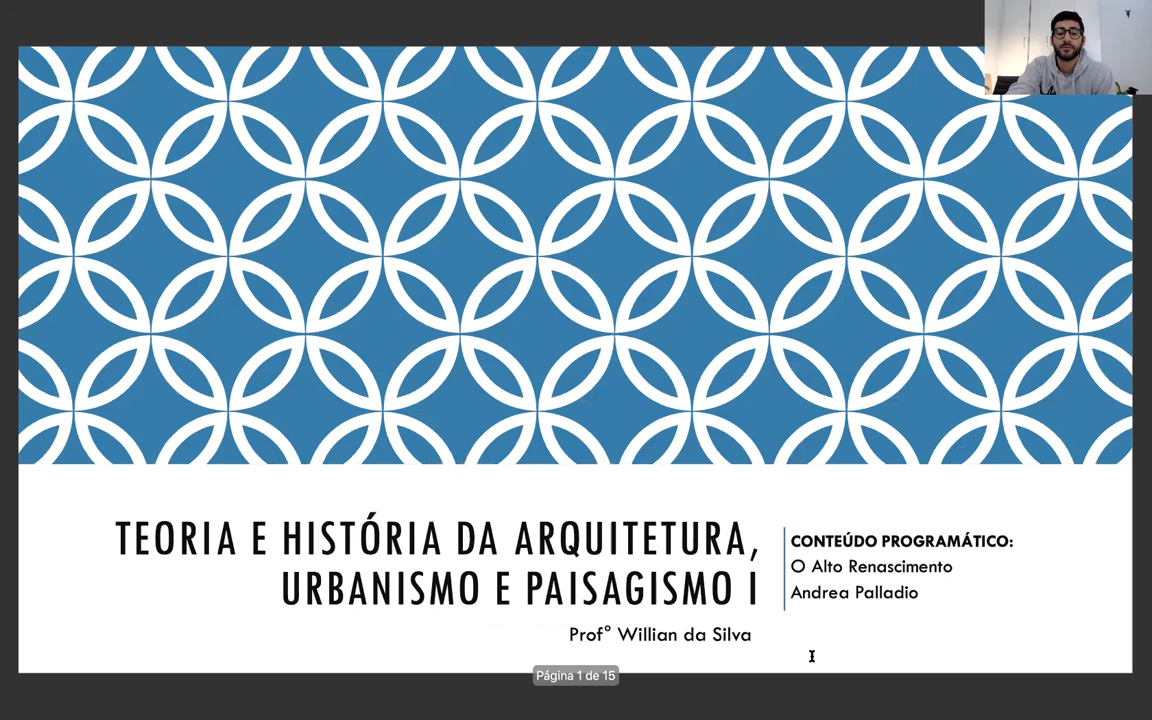 TEORIA E HISTÓRIA DA ARQUITETURA,
URBANISMO E PAISAGISMO I
Prof° Willian da Silva
CONTEÚDO PROGRAMÁTICO:
O Alto Renascimento
Andrea Palladio
Página 1 de 15